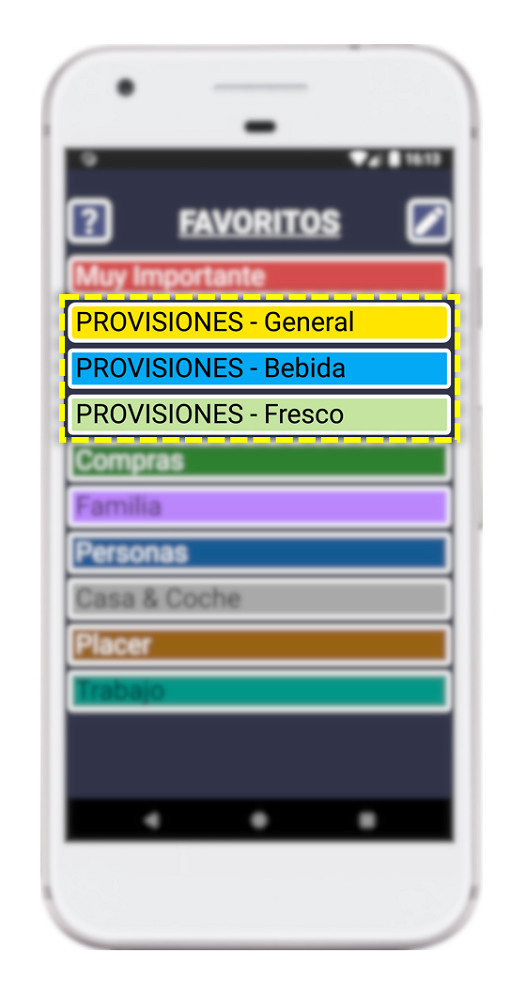 16:13
?
FAVORITOS
Muy Importante
PROVISIONES - General
PROVISIONES - Bebida
PROVISIONES - Fresco
Compras
Familia
Personas
Casa & Coche
Placer
Trabajo